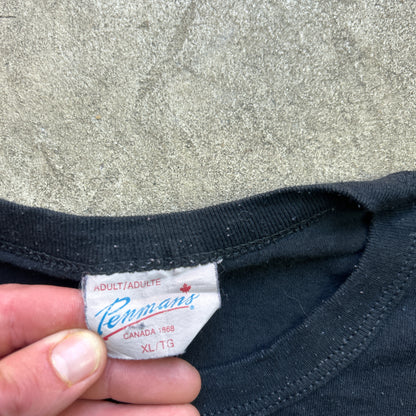 ADULT/ADULTE
Penmans
CANADA 1868
XL/TG